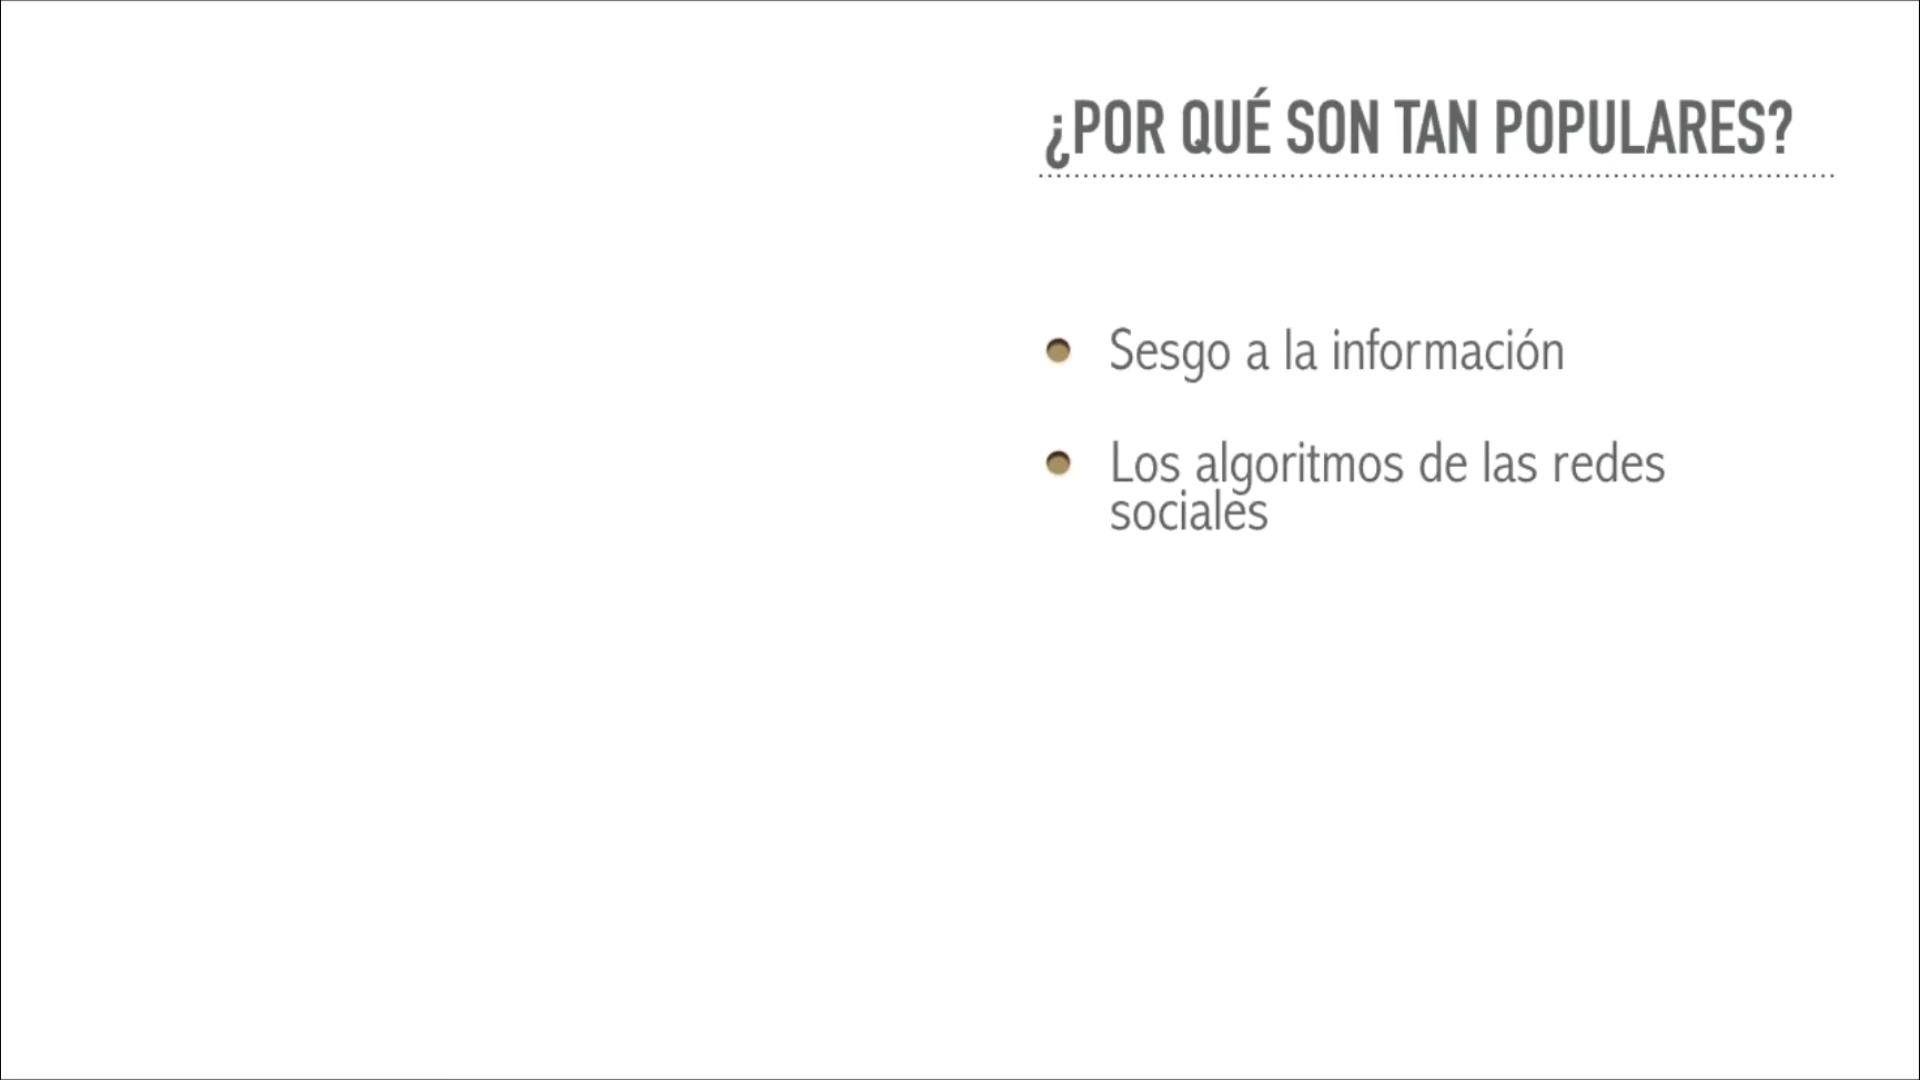 ¿POR QUÉ SON TAN POPULARES?
Sesgo a la información
Los algoritmos de las redes
sociales